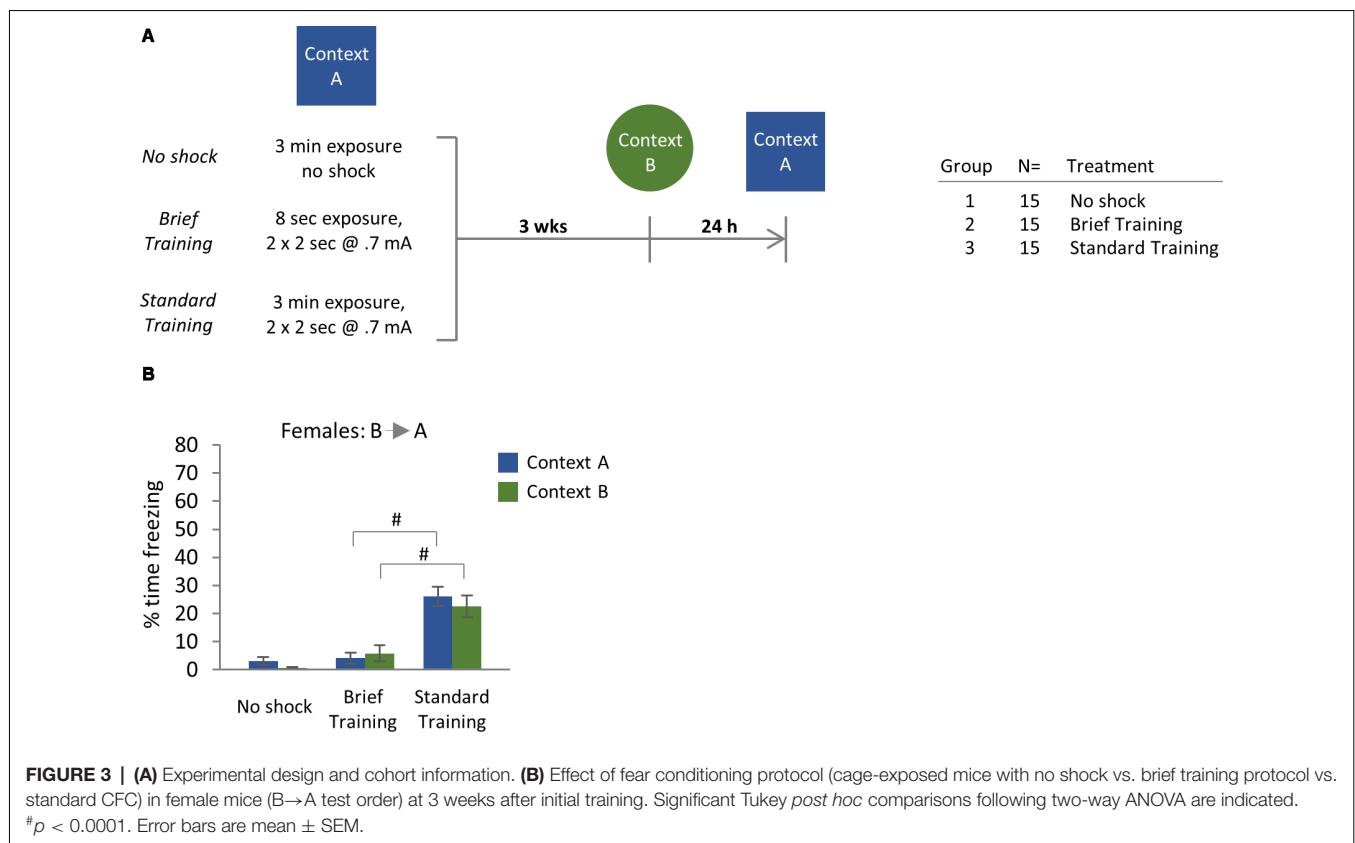 A
Context
A
No shock
3 min exposure
no shock
Brief
Training
8 sec exposure,
2 x 2 sec @ .7 mA
Standard
Training
3 min exposure,
2 x 2 sec @ .7 mA
3 wks
Context
B
24 h
Context
A
Group N= Treatment
1 15 No shock
2 15 Brief Training
3 15 Standard Training
B
Females: B → A
% time freezing
80
70
60
50
40
30
20
10
0
#
#
Context A
Context B
No shock
Brief
Training
Standard
Training
FIGURE 3 | (A) Experimental design and cohort information. (B) Effect of fear conditioning protocol (cage-exposed mice with no shock vs. brief training protocol vs.
standard CFC) in female mice (B→A test order) at 3 weeks after initial training. Significant Tukey post hoc comparisons following two-way ANOVA are indicated.
#p < 0.0001. Error bars are mean ± SEM.